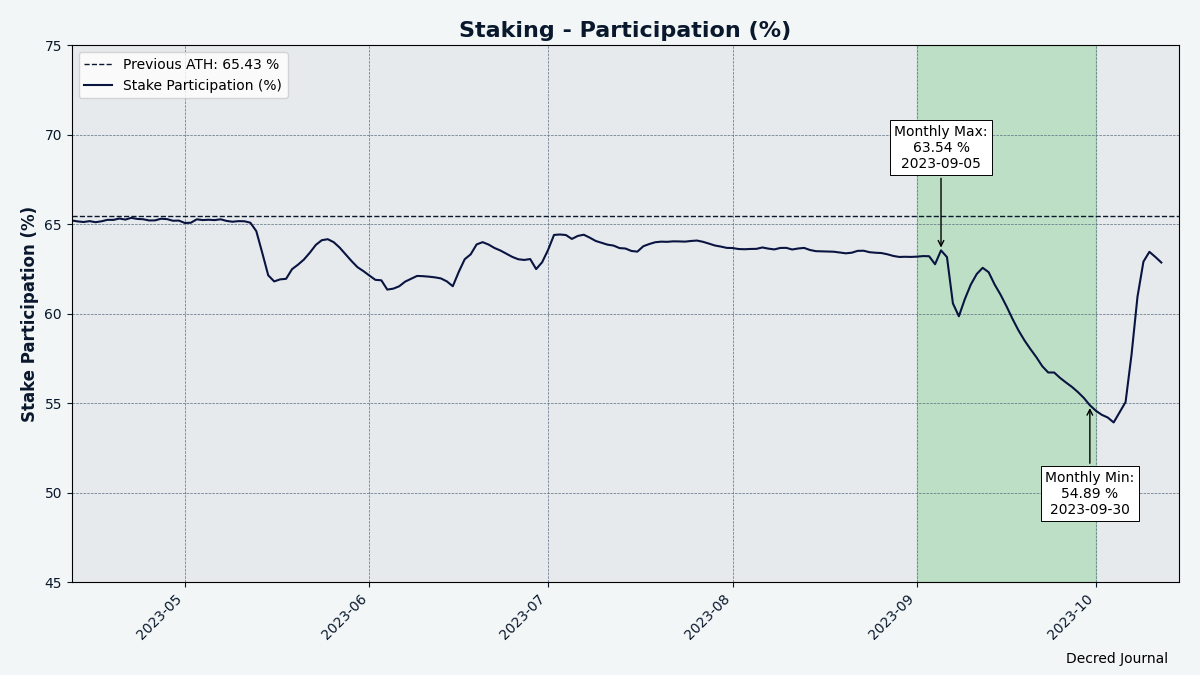 Staking - Participation (%)
Previous ATH: 65.43 %
Stake Participation (%)
Stake Participation (%)
75
70
65
60
55
50
45
Monthly Max:
63.54 %
2023-09-05
Monthly Min:
54.89 %
2023-09-30
2023-05
2023-06
2023-07
2023-08
2023-09
2023-10
Decred Journal